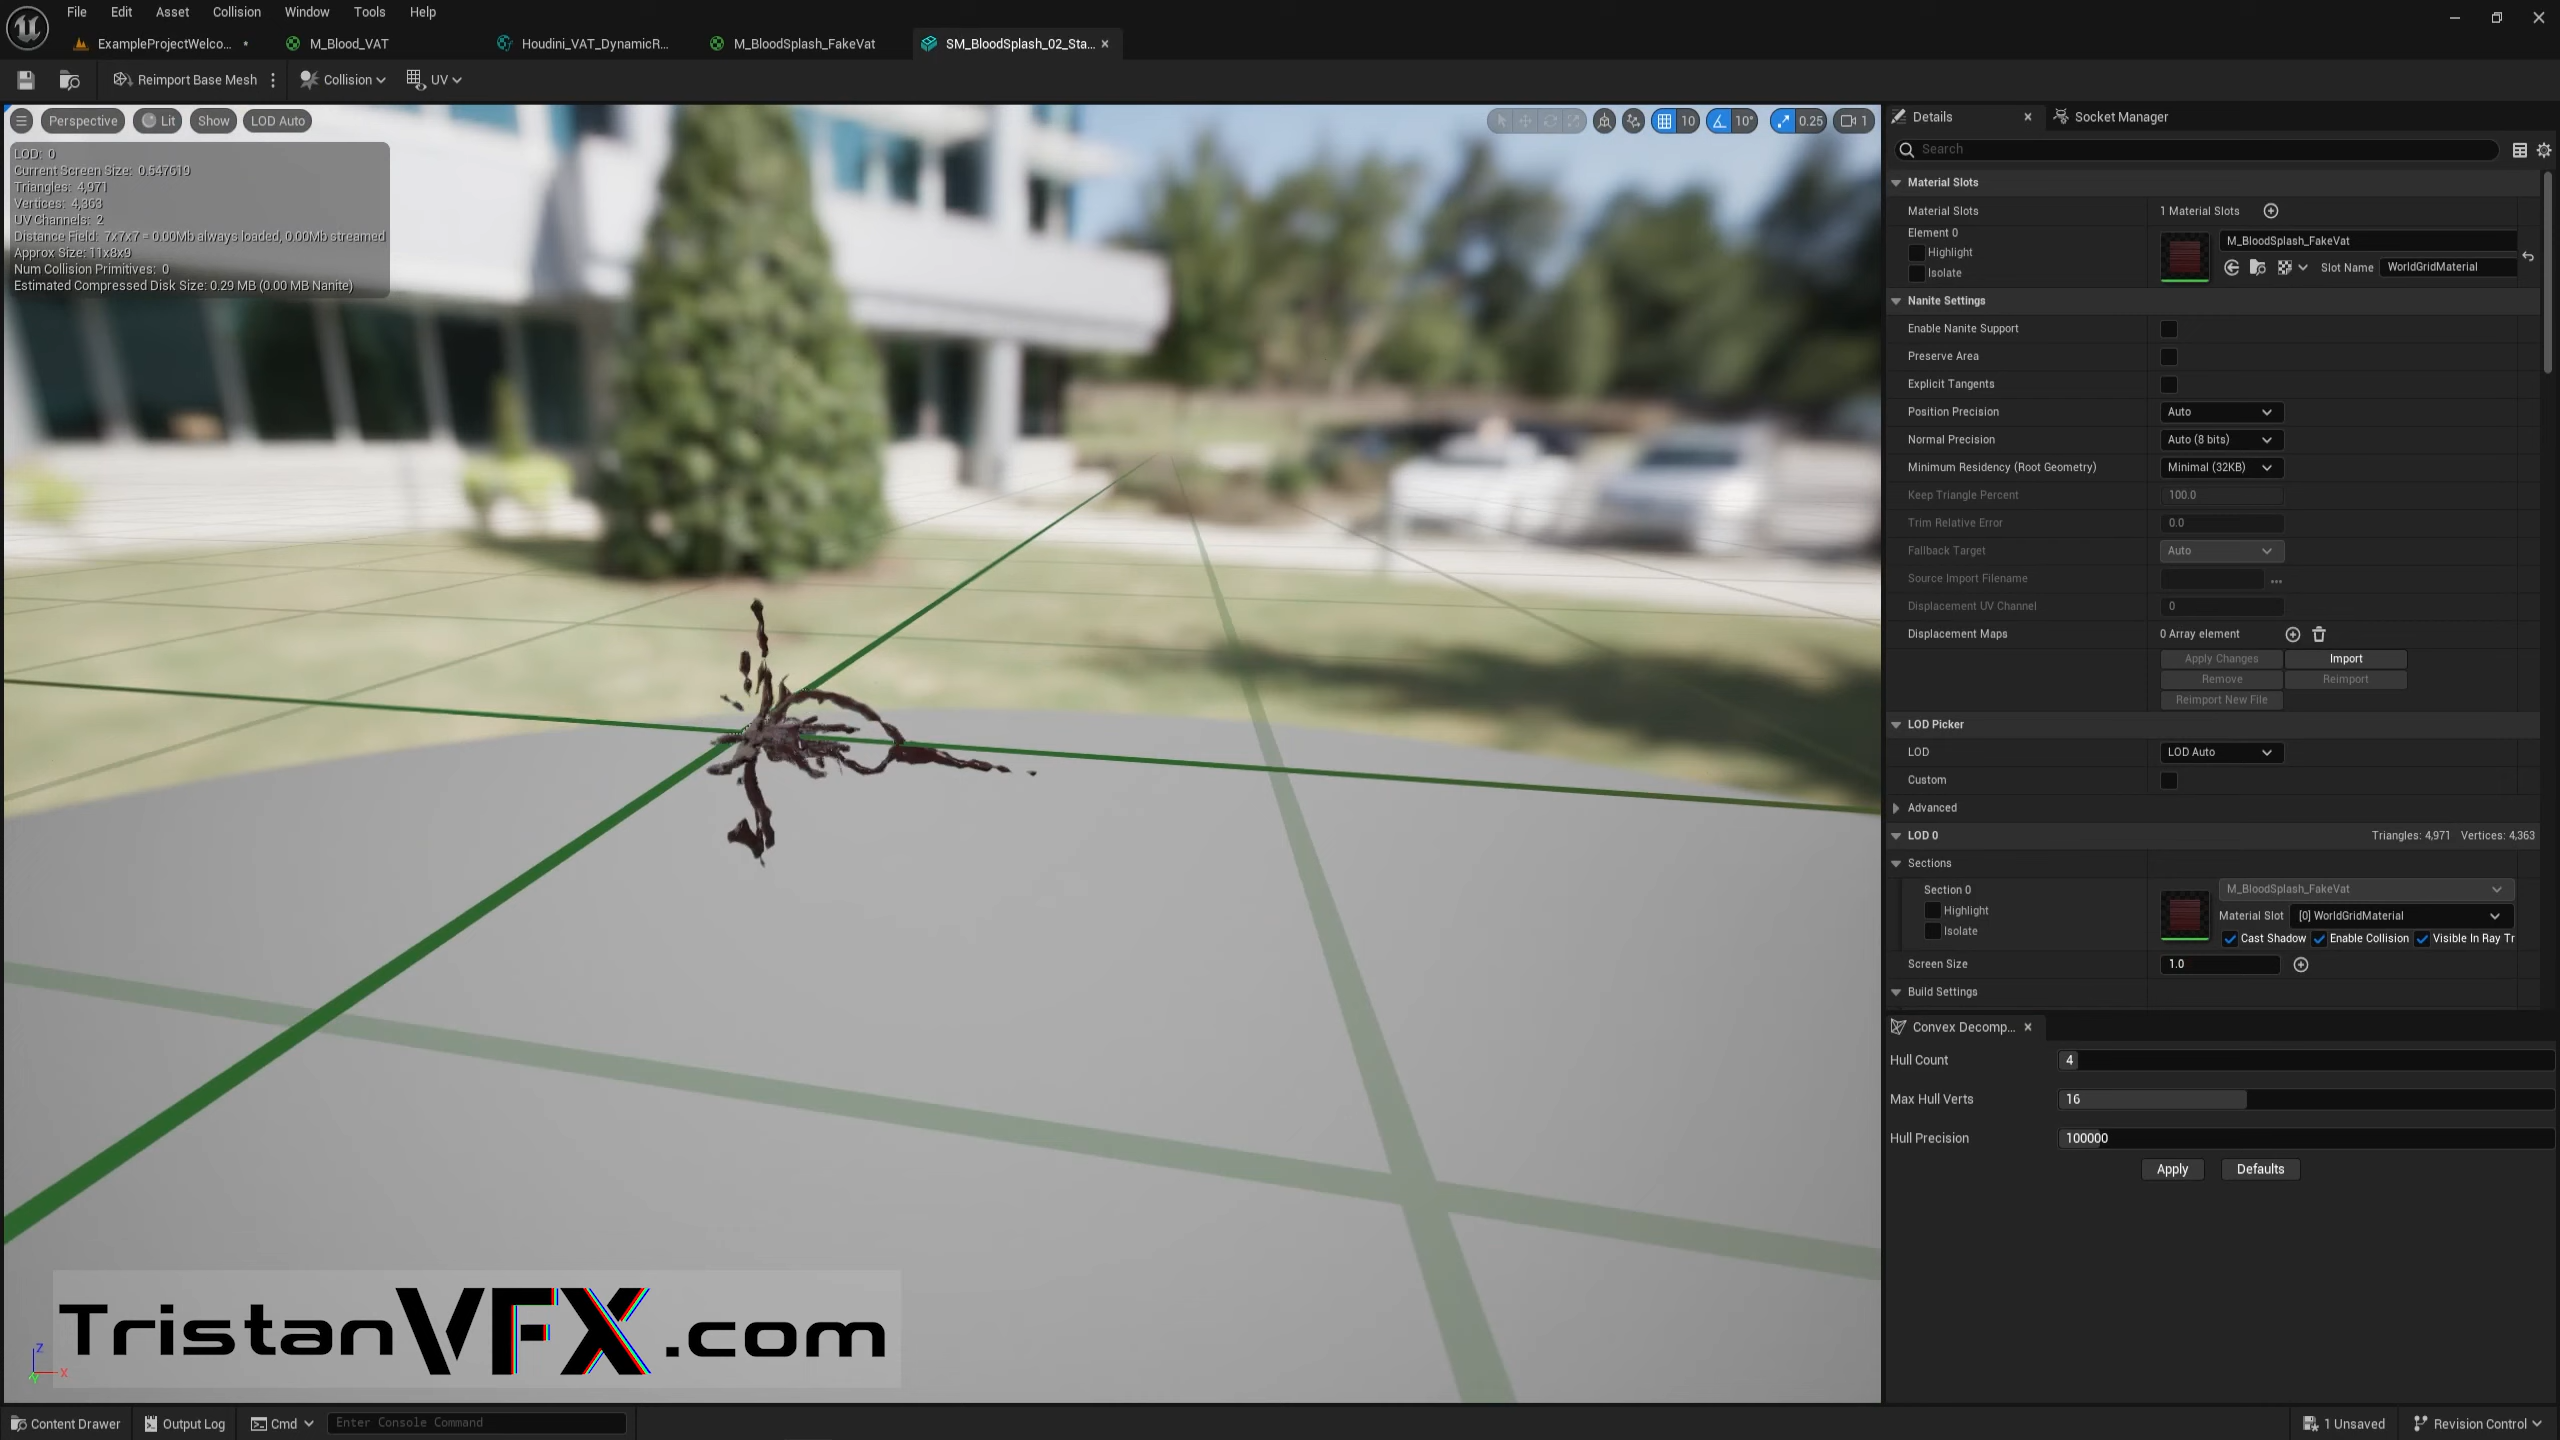 File Edit Asset Collision Window Tools Help
ExampleProjectWelco... • M_Blood_VAT Houdini_VAT_DynamicR... M_BloodSplash_FakeVat SM_BloodSplash_02_Sta...
Reimport Base Mesh Collision UV
Perspective Lit Show LOD Auto 10 10° 0.25 1
LOD: 0
Current Screen Size: 0.547619
Triangles: 4,971
Vertices: 4,363
UV Channels: 2
Distance Field: 7x7x7 = 0.00Mb always loaded, 0.00Mb streamed
Approx Size: 11x8x9
Num Collision Primitives: 0
Estimated Compressed Disk Size: 0.29 MB (0.00 MB Nanite)
TristanVFX.com
Z
X
Y
Details Socket Manager
Search
Material Slots
Material Slots 1 Material Slots
Element 0 M_BloodSplash_FakeVat
Highlight
Isolate Slot Name WorldGridMaterial
Nanite Settings
Enable Nanite Support
Preserve Area
Explicit Tangents
Position Precision Auto
Normal Precision Auto (8 bits)
Minimum Residency (Root Geometry) Minimal (32KB)
Keep Triangle Percent 100.0
Trim Relative Error 0.0
Fallback Target Auto
Source Import Filename ...
Displacement UV Channel 0
Displacement Maps 0 Array element
Apply Changes Import
Remove Reimport
Reimport New File
LOD Picker
LOD LOD Auto
Custom
Advanced
LOD 0 Triangles: 4,971 Vertices: 4,363
Sections
Section 0 M_BloodSplash_FakeVat
Highlight Material Slot [0] WorldGridMaterial
Isolate Cast Shadow Enable Collision Visible In Ray Tr
Screen Size 1.0
Build Settings
Convex Decomp...
Hull Count 4
Max Hull Verts 16
Hull Precision 100000
Apply Defaults
Content Drawer Output Log Cmd Enter Console Command 1 Unsaved Revision Control